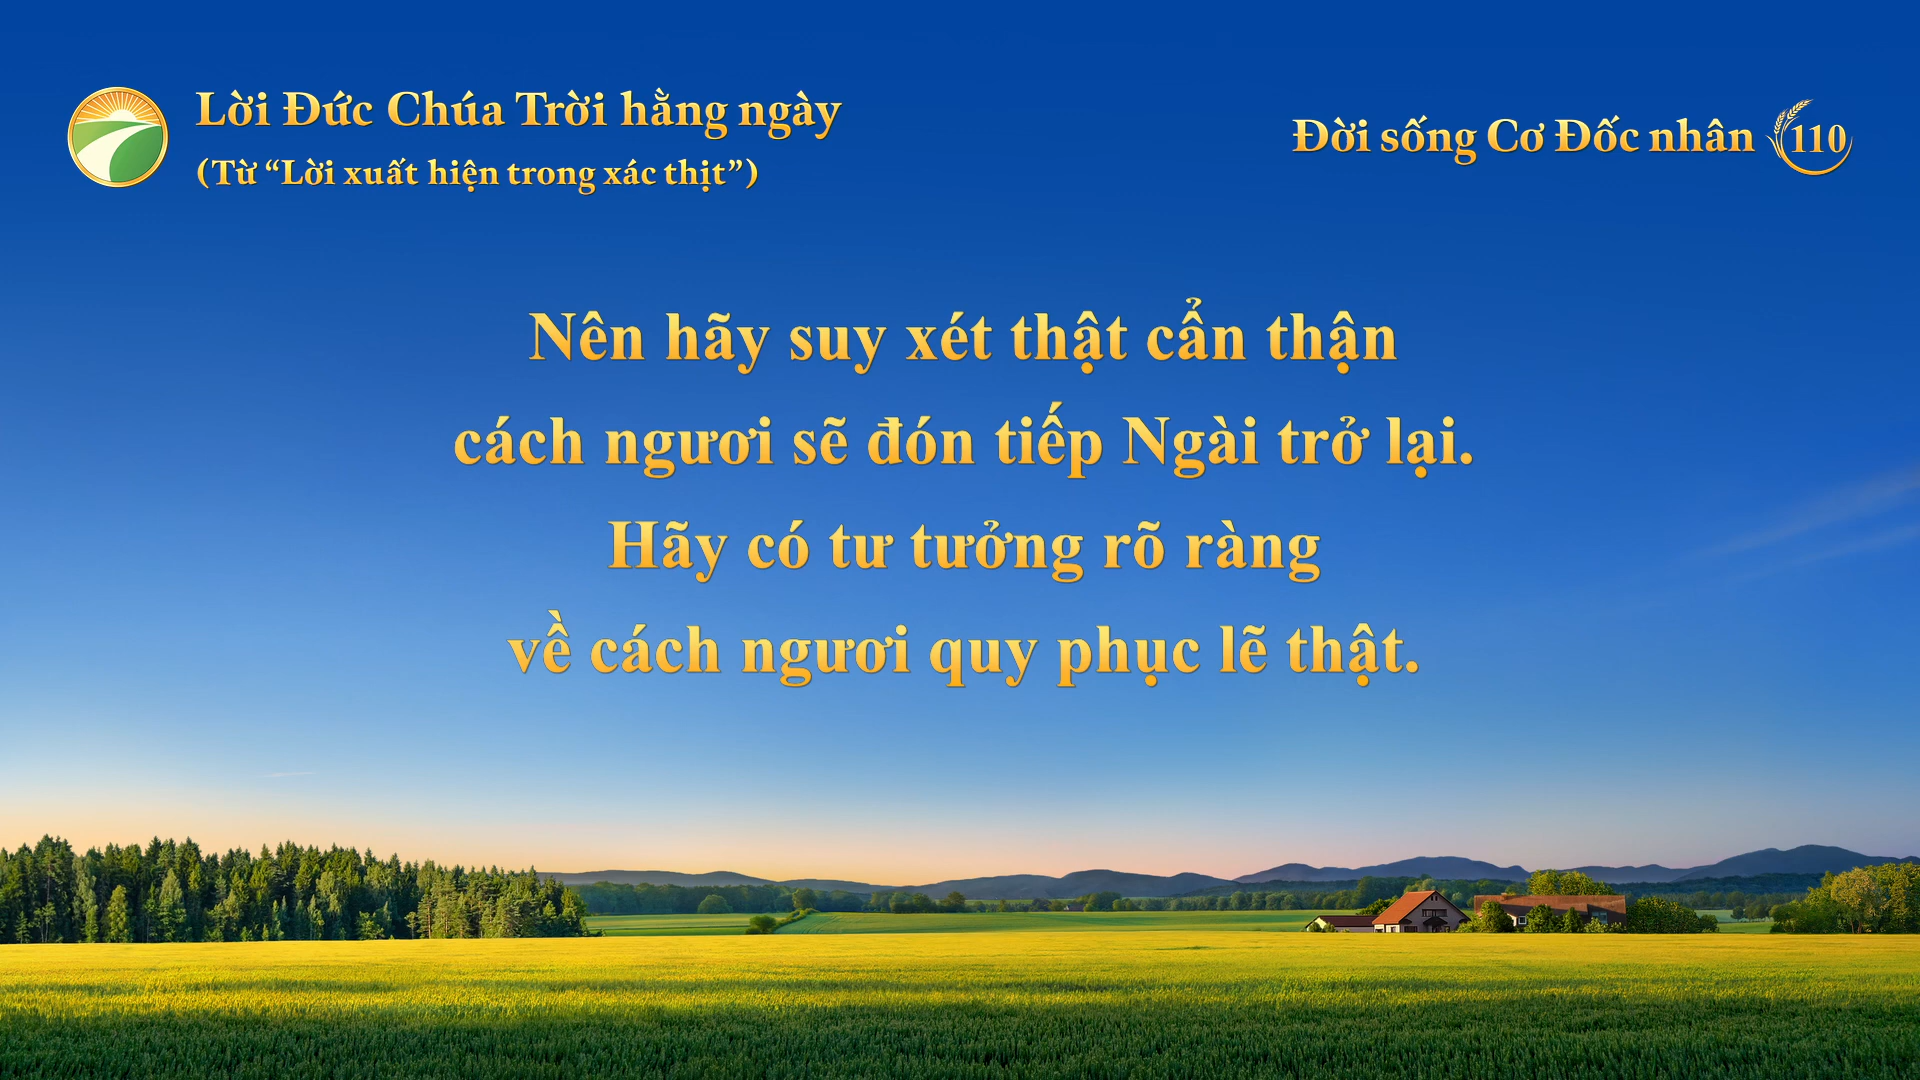 Lời Đức Chúa Trời hằng ngày
(Từ “Lời xuất hiện trong xác thịt”)
Đời sống Cơ Đốc nhân 110
Nên hãy suy xét thật cẩn thận
cách ngươi sẽ đón tiếp Ngài trở lại.
Hãy có tư tưởng rõ ràng
về cách ngươi quy phục lẽ thật.